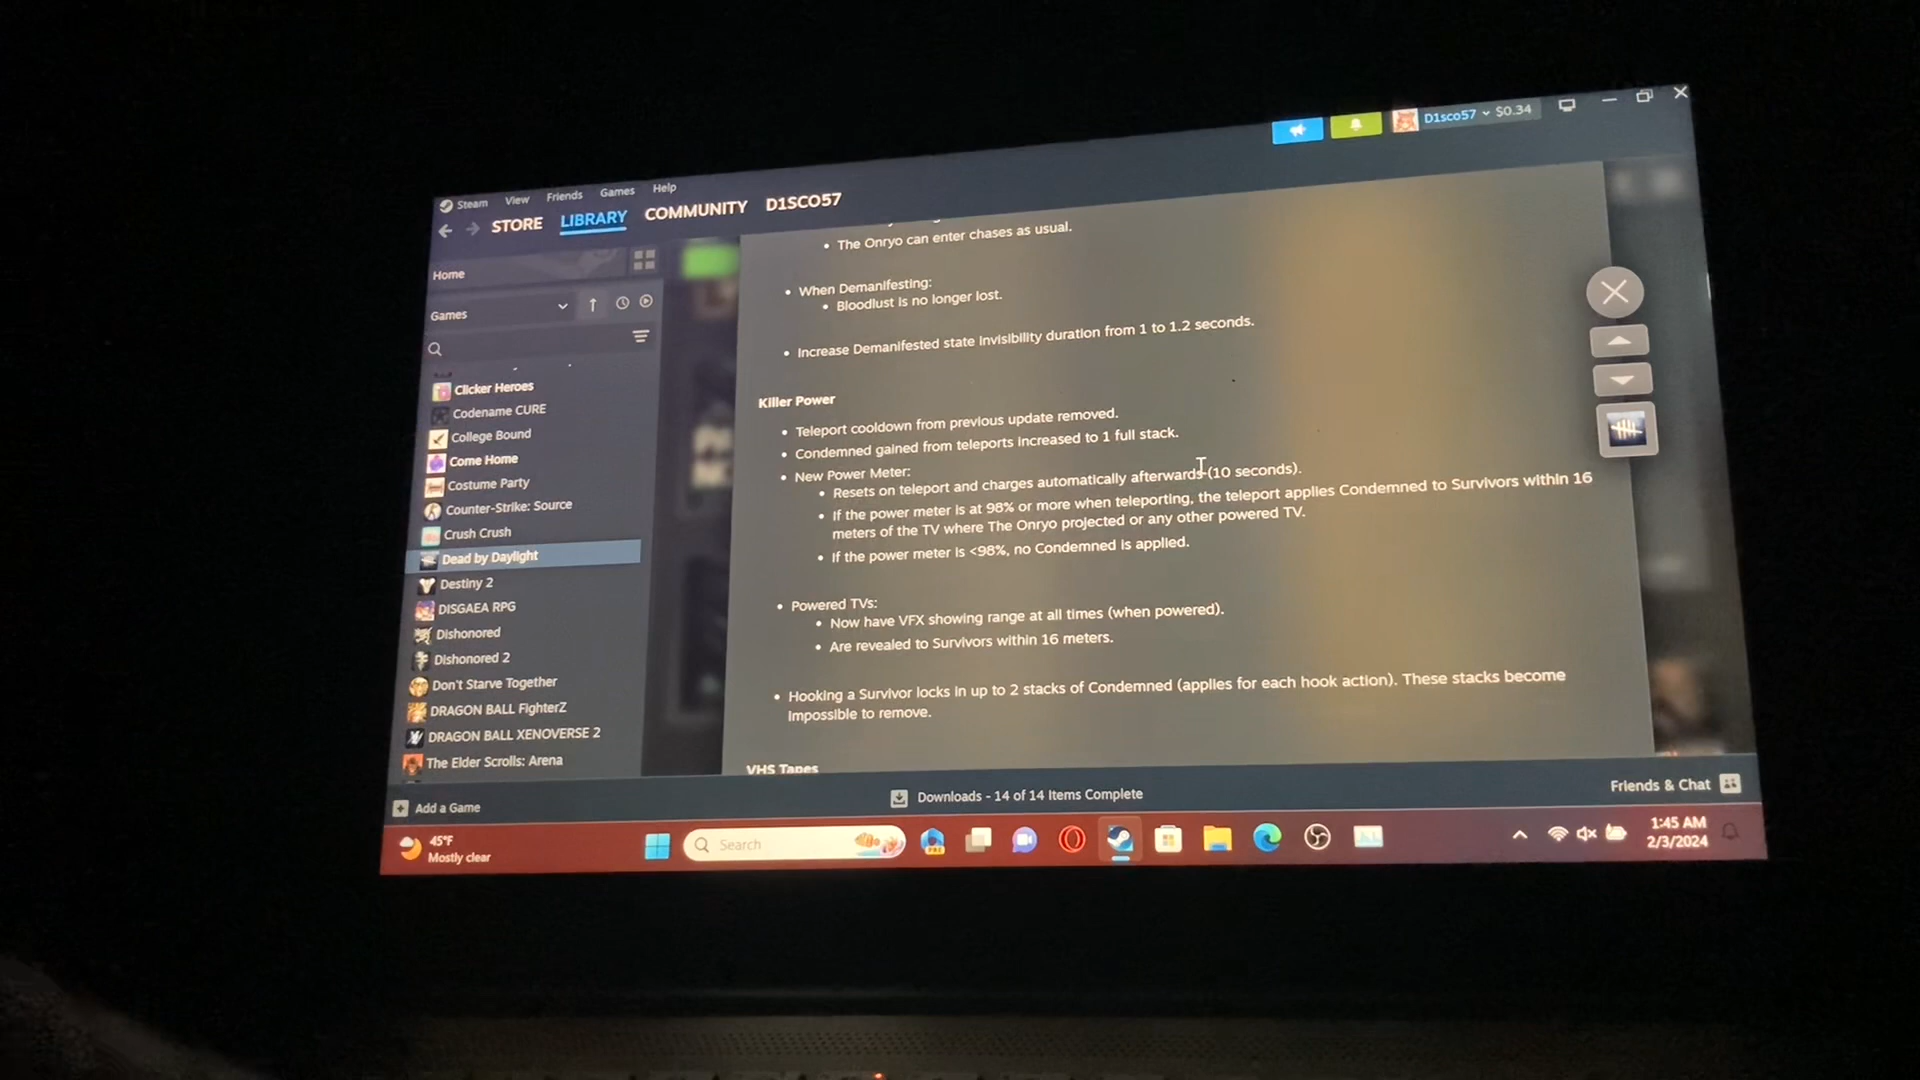 D1sco57 $0.34
Steam View Friends Games Help
STORE LIBRARY COMMUNITY D1SCO57
Home
Games
Clicker Heroes
Codename CURE
College Bound
Come Home
Costume Party
Counter-Strike: Source
Crush Crush
Dead by Daylight
Destiny 2
DISGAEA RPG
Dishonored
Dishonored 2
Don't Starve Together
DRAGON BALL FighterZ
DRAGON BALL XENOVERSE 2
The Elder Scrolls: Arena
• The Onryo can enter chases as usual.
• When Demanifesting:
• Bloodlust is no longer lost.
• Increase Demanifested state invisibility duration from 1 to 1.2 seconds.
Killer Power
• Teleport cooldown from previous update removed.
• Condemned gained from teleports increased to 1 full stack.
• New Power Meter:
• Resets on teleport and charges automatically afterwards (10 seconds).
• If the power meter is at 98% or more when teleporting, the teleport applies Condemned to Survivors within 16
meters of the TV where The Onryo projected or any other powered TV.
• If the power meter is <98%, no Condemned is applied.
• Powered TVs:
• Now have VFX showing range at all times (when powered).
• Are revealed to Survivors within 16 meters.
• Hooking a Survivor locks in up to 2 stacks of Condemned (applies for each hook action). These stacks become
impossible to remove.
VHS Tapes
Add a Game
Downloads - 14 of 14 Items Complete
Friends & Chat
45°F
Mostly clear
Search
1:45 AM
2/3/2024